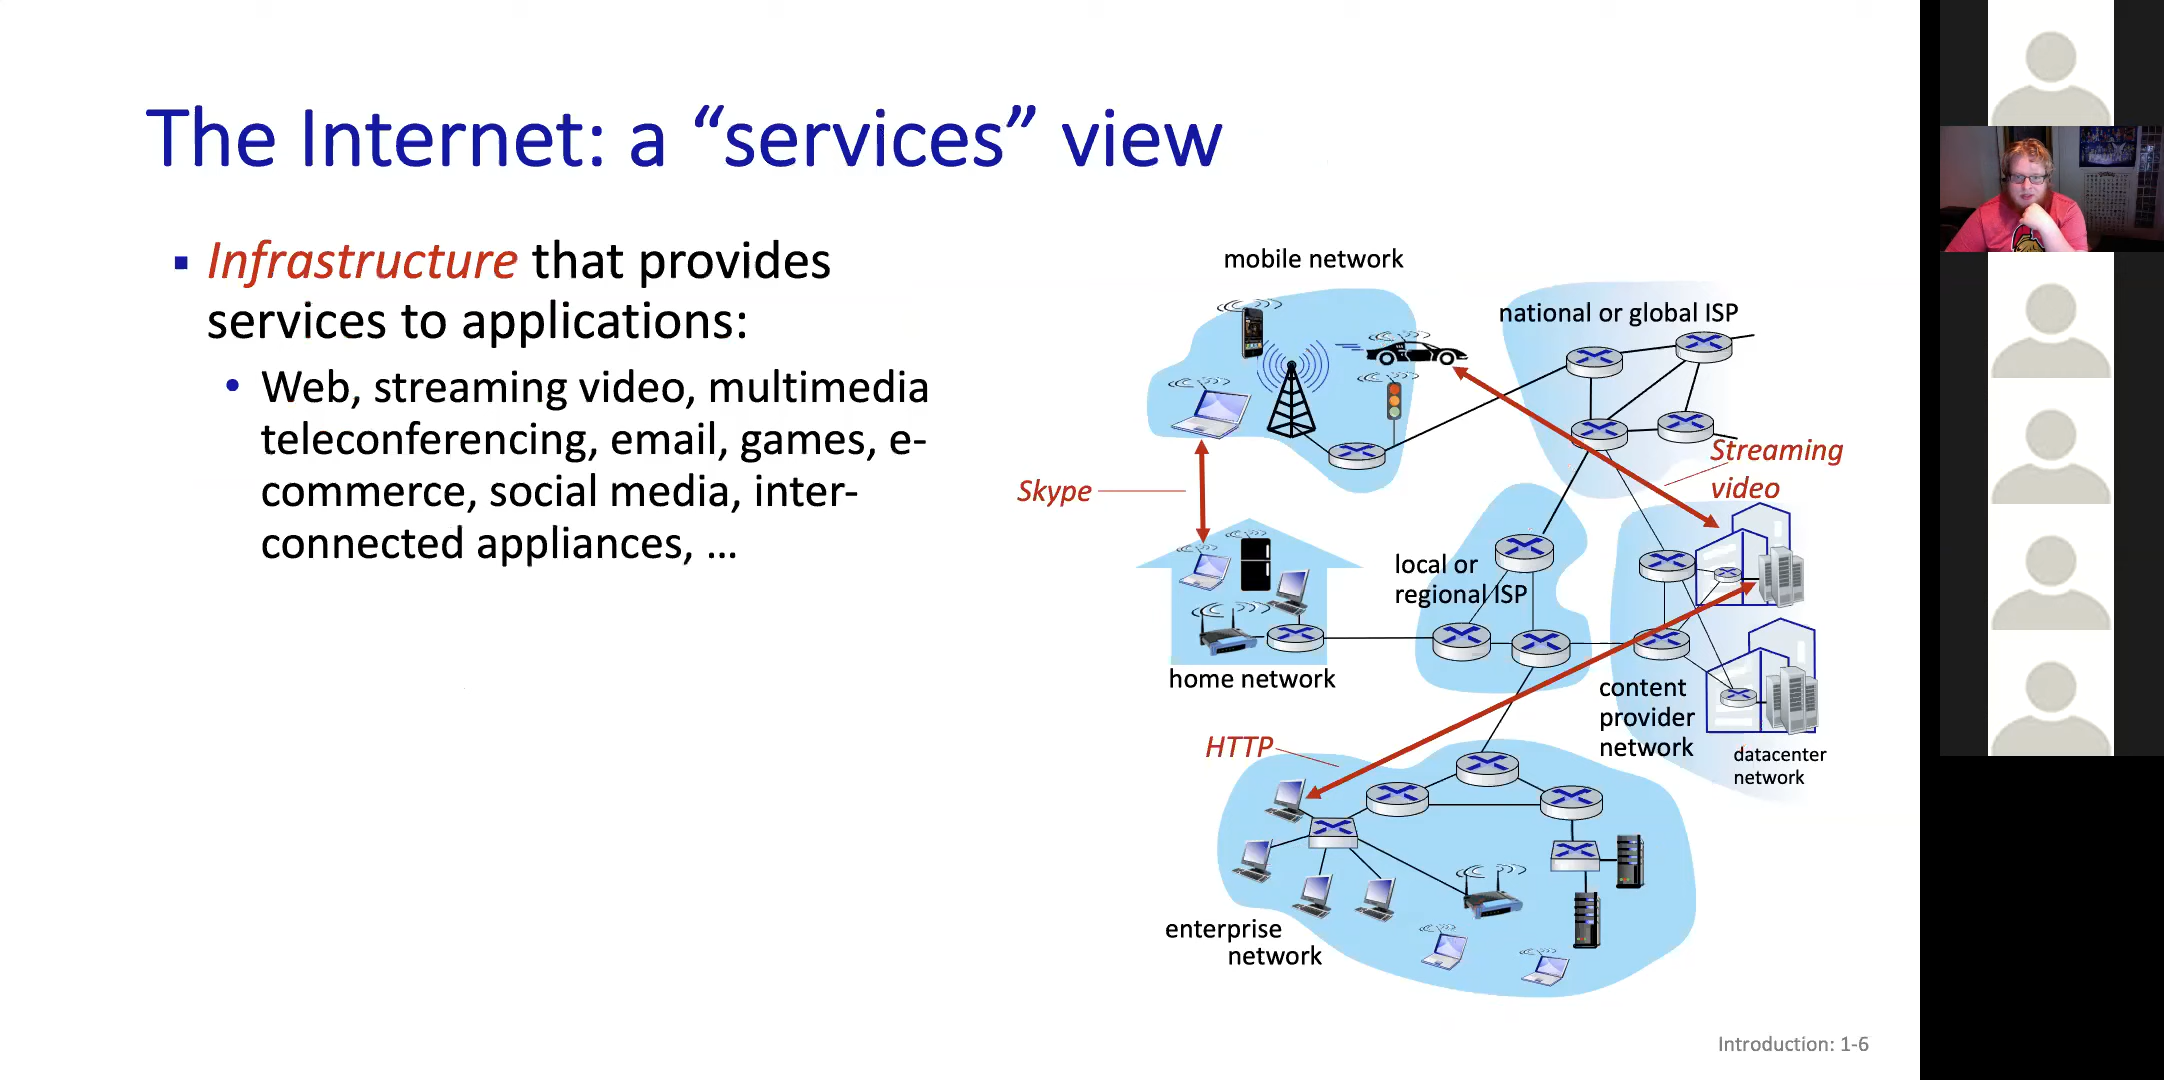 The Internet: a “services” view
Infrastructure that provides
services to applications:
Web, streaming video, multimedia
teleconferencing, email, games, e-
commerce, social media, inter-
connected appliances, …
mobile network
national or global ISP
Streaming
video
Skype
local or
regional ISP
home network
content
provider
network
datacenter
network
HTTP
enterprise
network
Introduction: 1-6